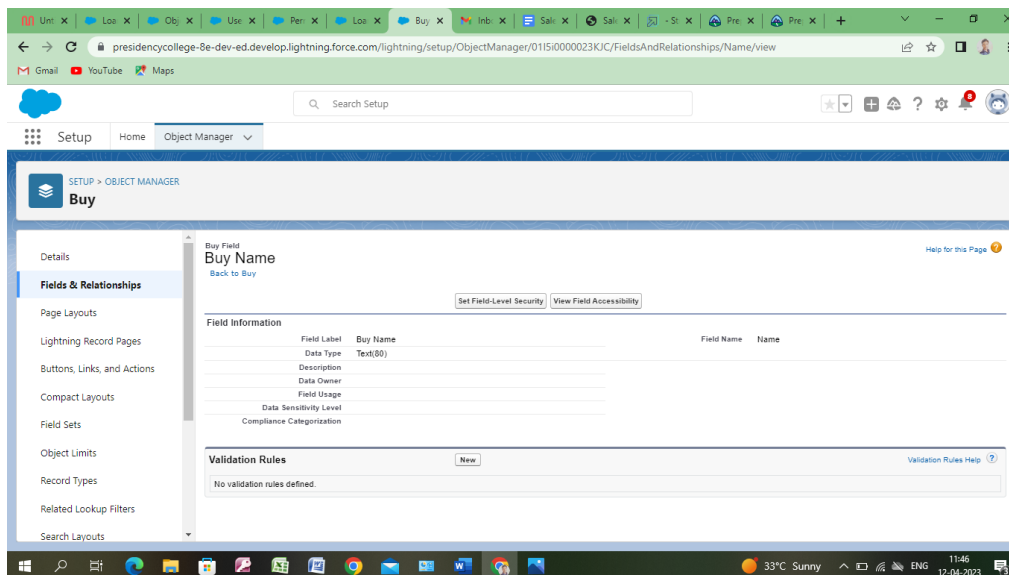 Unt
Loa
Obj
Use
Per
Loa
Buy
Inb
Sale
Sale
- St
Pre
Pre
presidencycollege-8e-dev-ed.develop.lightning.force.com/lightning/setup/ObjectManager/01I5i0000023KJC/FieldsAndRelationships/Name/view
Gmail YouTube Maps
Search Setup
8
Setup Home Object Manager
SETUP > OBJECT MANAGER
Buy
Details
Fields & Relationships
Page Layouts
Lightning Record Pages
Buttons, Links, and Actions
Compact Layouts
Field Sets
Object Limits
Record Types
Related Lookup Filters
Search Layouts
Buy Field
Buy Name
Back to Buy
Help for this Page
Set Field-Level Security View Field Accessibility
Field Information
Field Label Buy Name Field Name Name
Data Type Text(80)
Description
Data Owner
Field Usage
Data Sensitivity Level
Compliance Categorization
Validation Rules New Validation Rules Help ?
No validation rules defined.
33°C Sunny ENG 11:46
12-04-2023